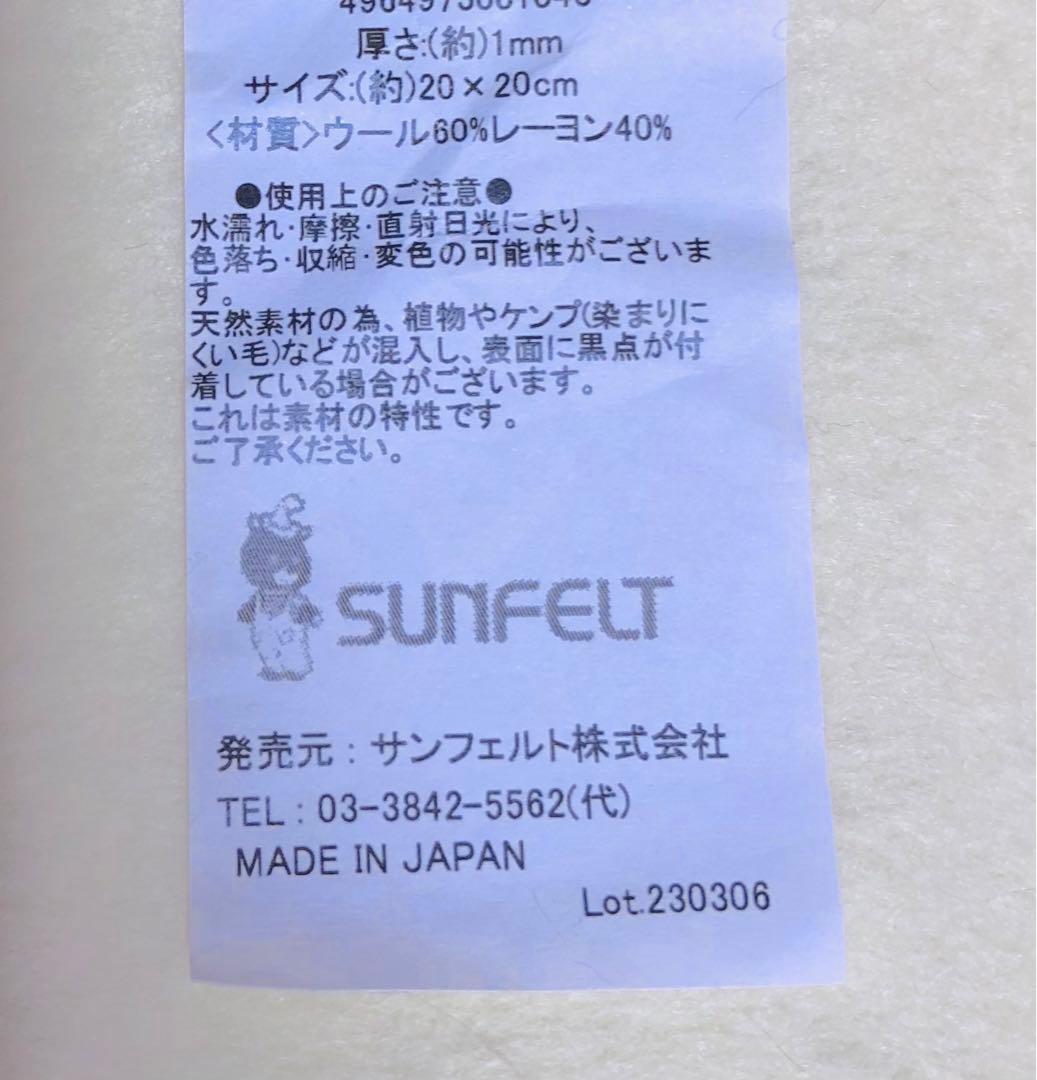 厚さ:(約)1mm
サイズ:(約)20×20cm
<材質>ウール60%レーヨン40%
●使用上のご注意●
水濡れ・摩擦・直射日光により、
色落ち・収縮・変色の可能性がございま
す。
天然素材の為、植物やケンプ(染まりに
くい毛)などが混入し、表面に黒点が付
着している場合がございます。
これは素材の特性です。
ご了承ください。
SUNFELT
発売元：サンフェルト株式会社
TEL：03-3842-5562(代)
MADE IN JAPAN
Lot.230306